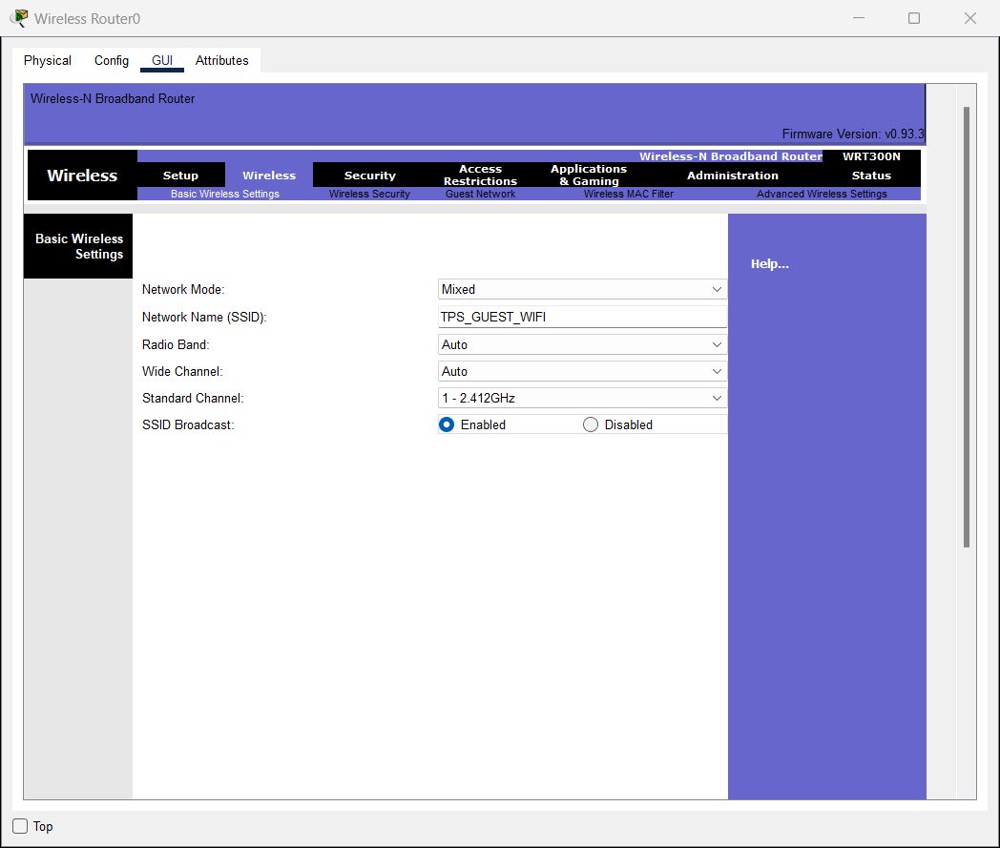 Wireless Router0
Physical Config GUI Attributes
Wireless-N Broadband Router
Firmware Version: v0.93.3
Wireless-N Broadband Router WRT300N
Wireless
Setup Wireless Security Access Restrictions Applications & Gaming Administration Status
Basic Wireless Settings Wireless Security Guest Network Wireless MAC Filter Advanced Wireless Settings
Basic Wireless
Settings
Help...
Network Mode: Mixed
Network Name (SSID): TPS_GUEST_WIFI
Radio Band: Auto
Wide Channel: Auto
Standard Channel: 1 - 2.412GHz
SSID Broadcast: Enabled Disabled
Top